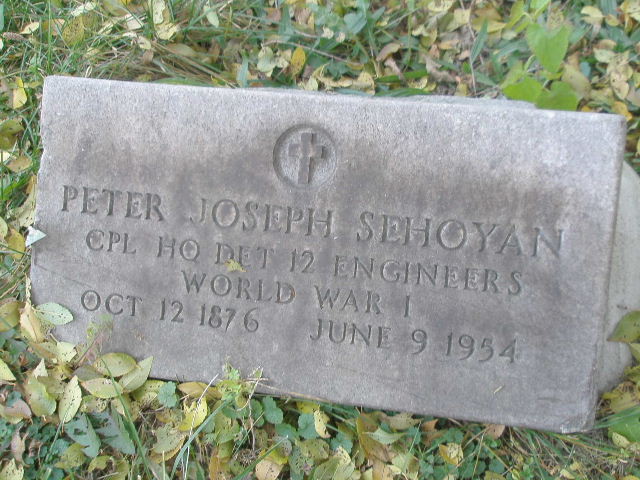 PETER JOSEPH SEHOYAN
CPL HQ DET 12 ENGINEERS
WORLD WAR I
OCT 12 1876 JUNE 9 1954